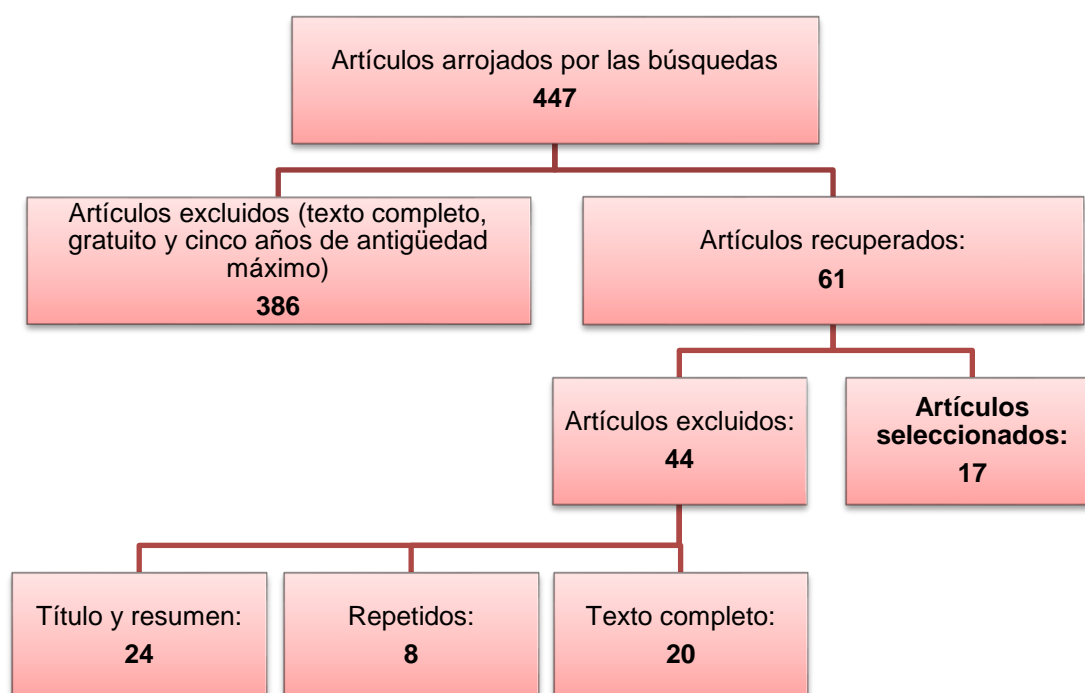 Artículos arrojados por las búsquedas
447
Artículos excluidos (texto completo,
gratuito y cinco años de antigüedad
máximo)
386
Artículos recuperados:
61
Artículos excluidos:
44
Artículos
seleccionados:
17
Título y resumen:
24
Repetidos:
8
Texto completo:
20